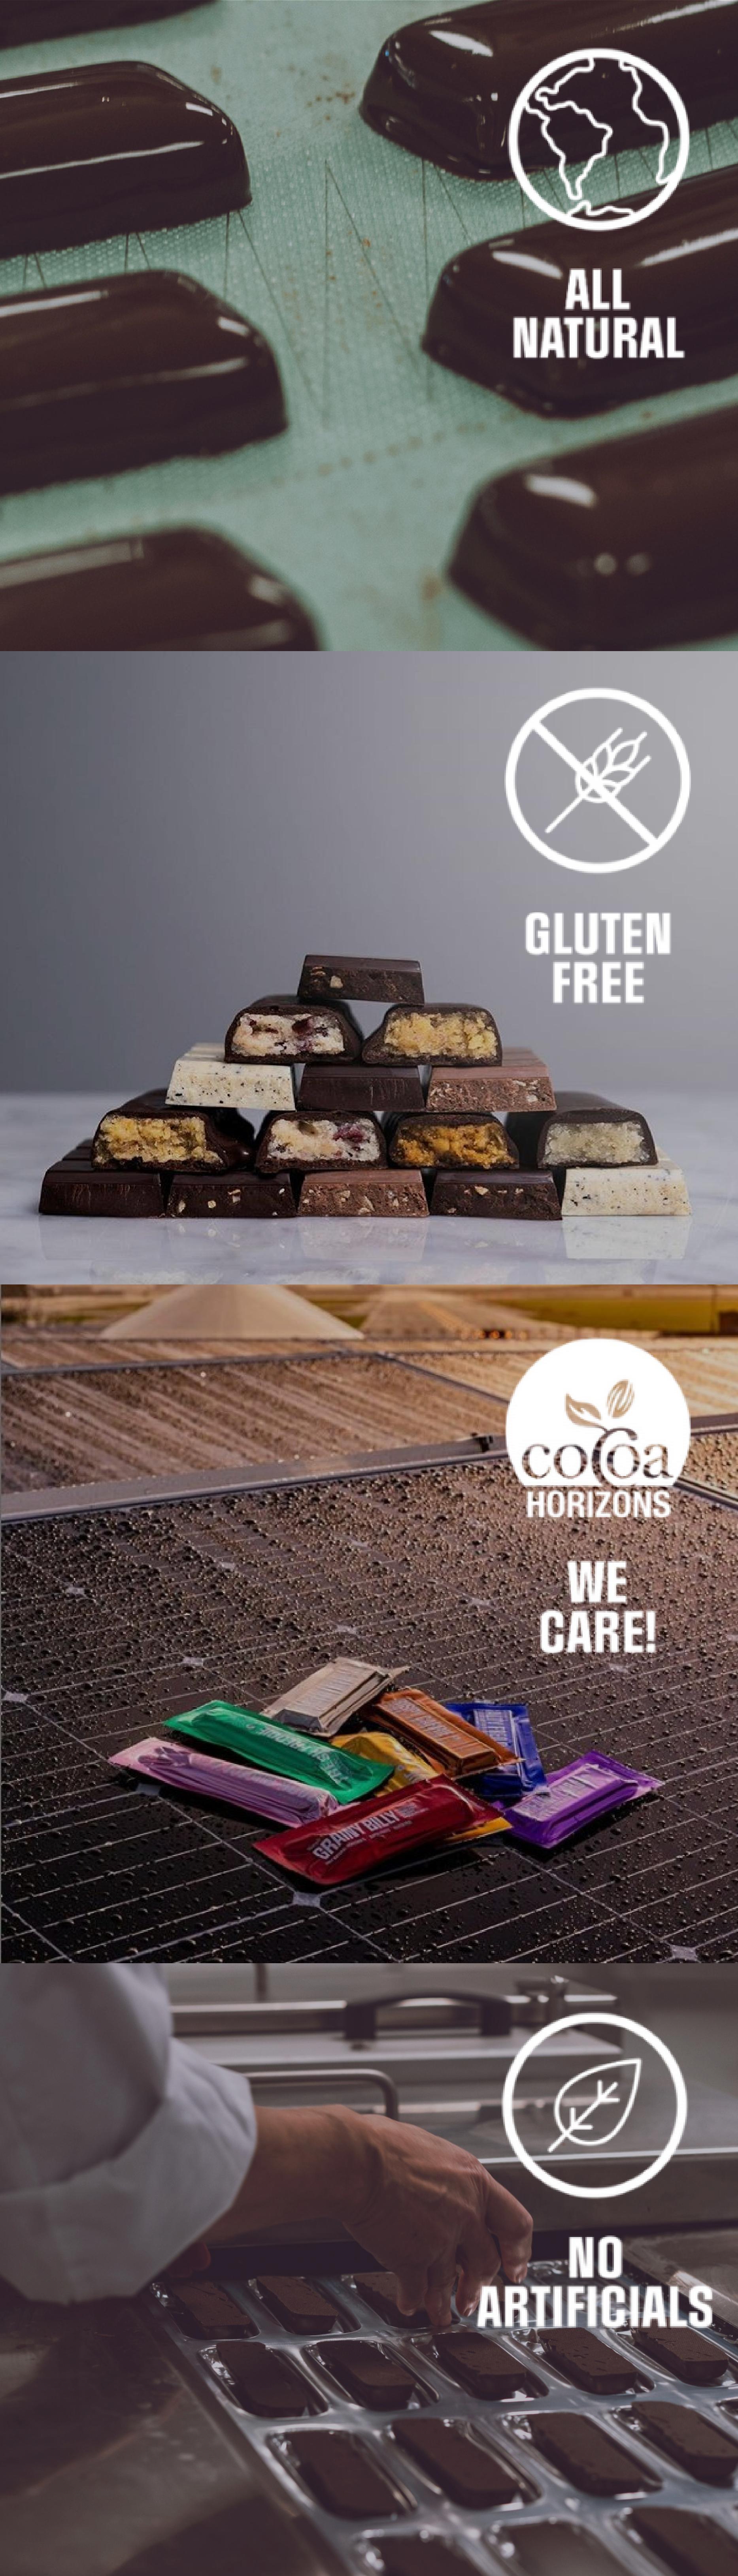 ALL
NATURAL
GLUTEN
FREE
cocoa
HORIZONS
WE
CARE!
GRAINY BILLY
NO
ARTIFICIALS